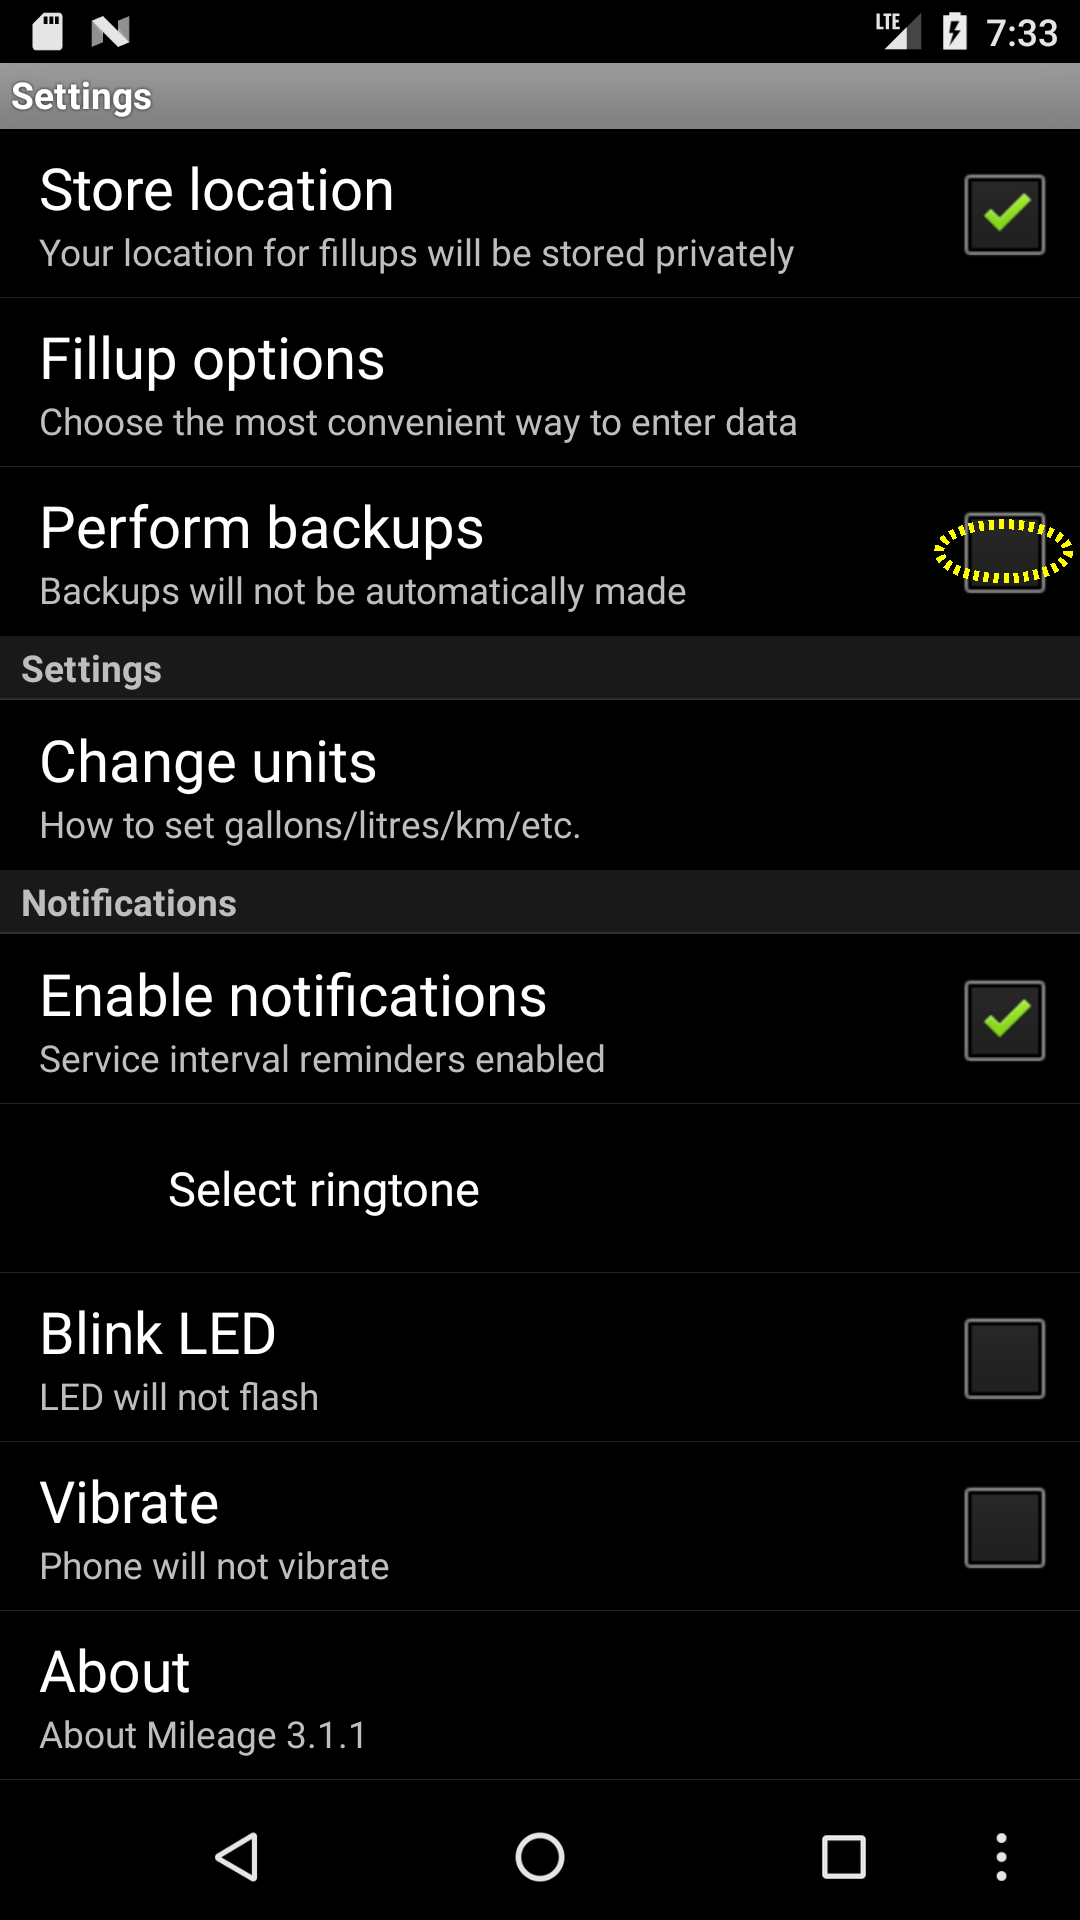 LTE 7:33
Settings
Store location
Your location for fillups will be stored privately
Fillup options
Choose the most convenient way to enter data
Perform backups
Backups will not be automatically made
Settings
Change units
How to set gallons/litres/km/etc.
Notifications
Enable notifications
Service interval reminders enabled
Select ringtone
Blink LED
LED will not flash
Vibrate
Phone will not vibrate
About
About Mileage 3.1.1